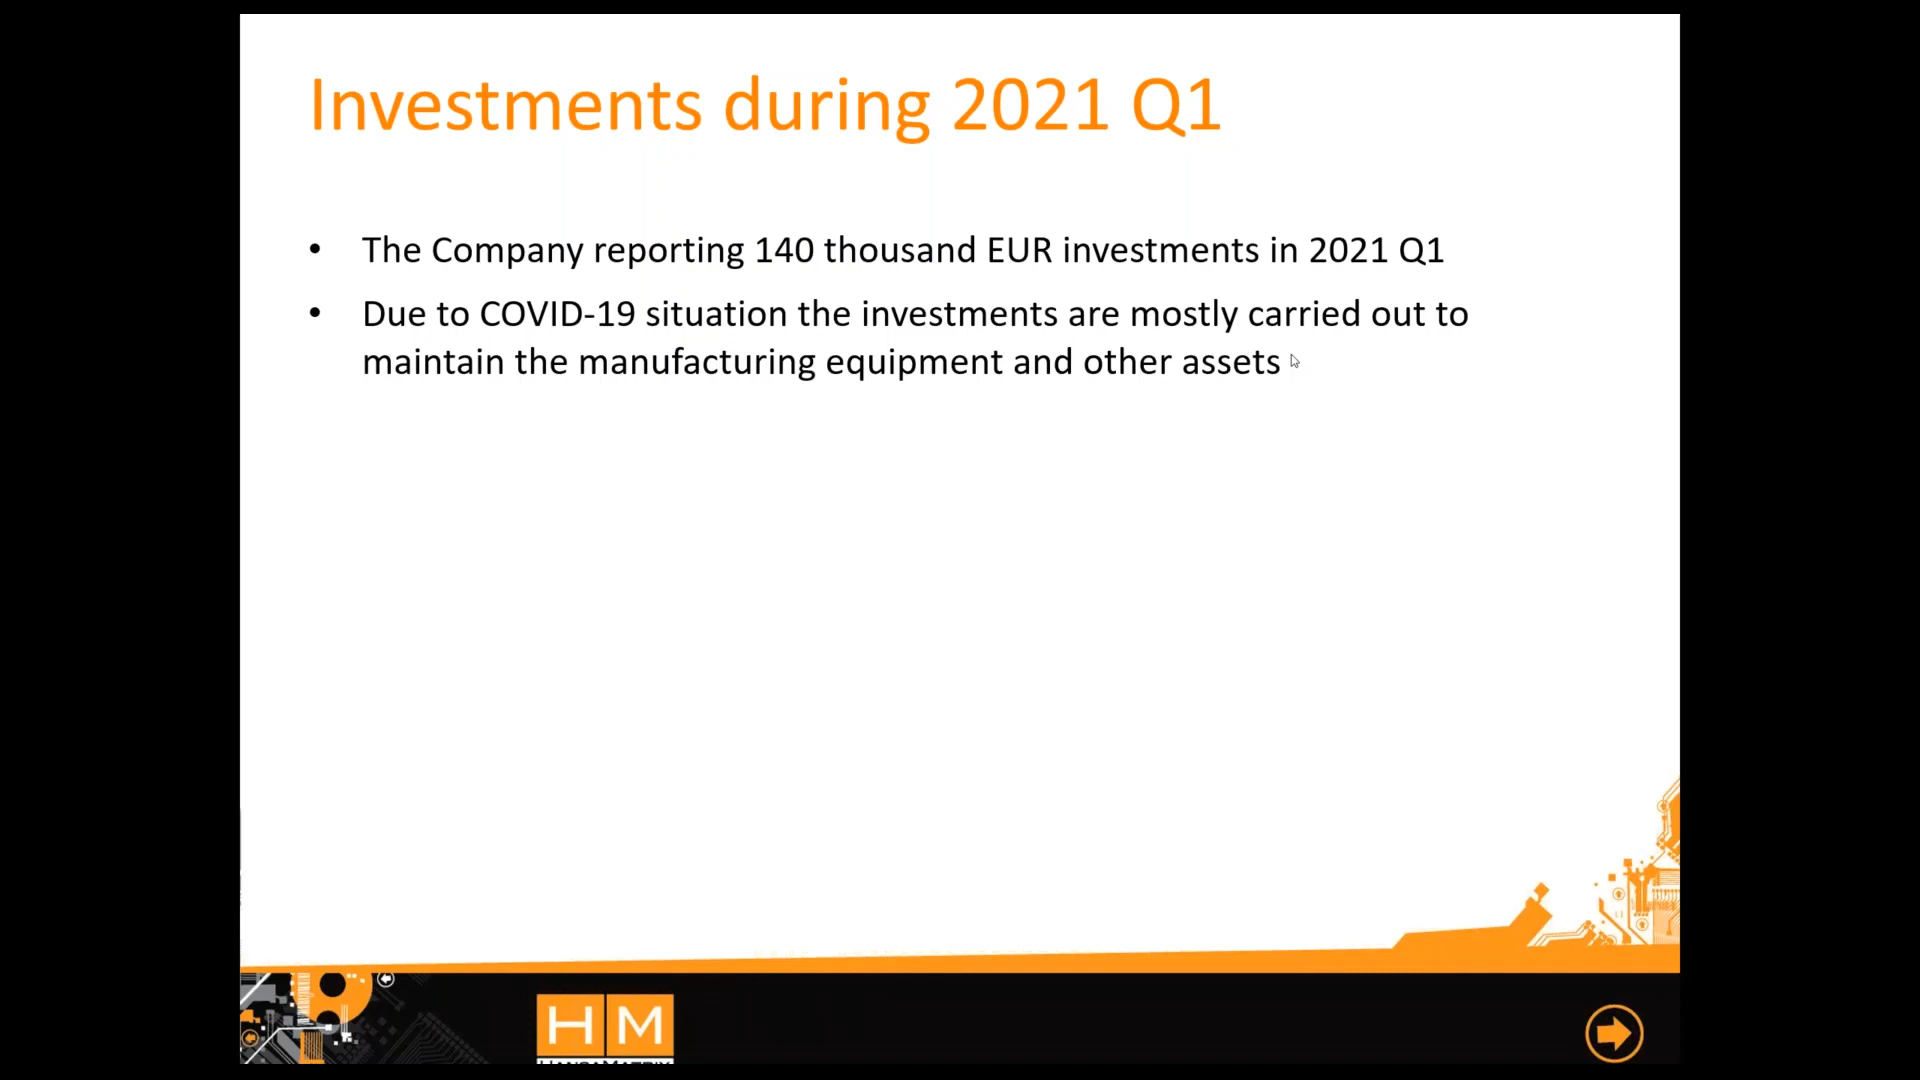 Investments during 2021 Q1
• The Company reporting 140 thousand EUR investments in 2021 Q1
• Due to COVID-19 situation the investments are mostly carried out to
maintain the manufacturing equipment and other assets
HM
HANSAMATRIX